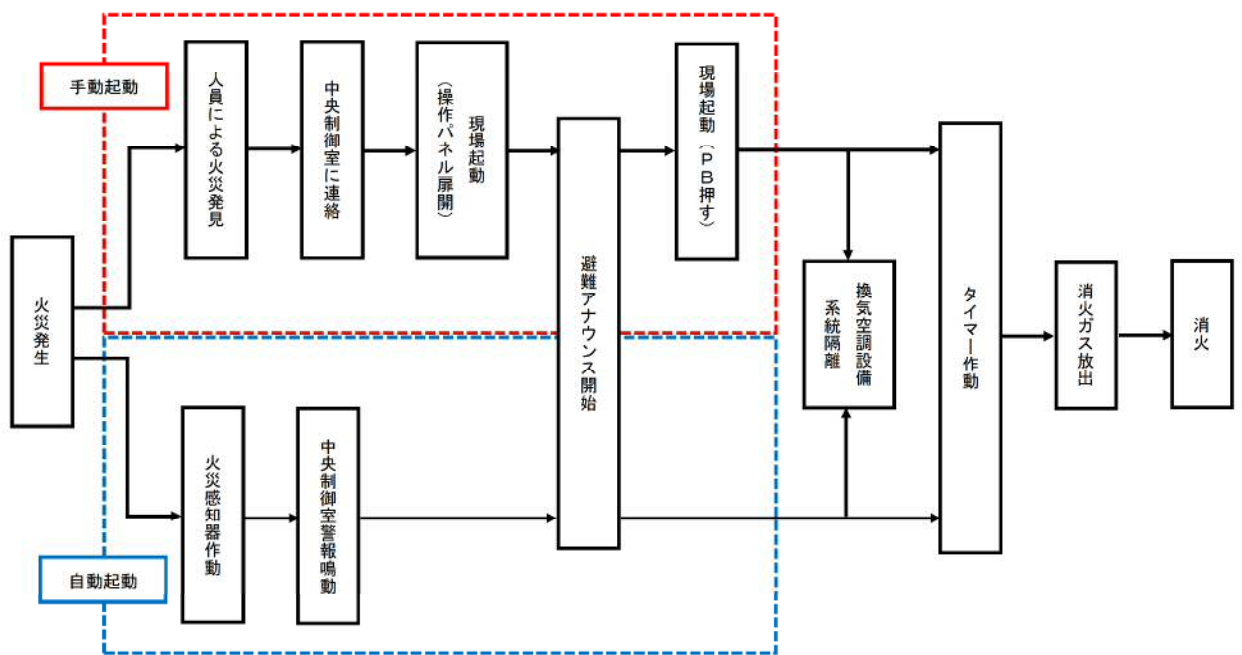 手動起動
人員による火災発見
中央制御室に連絡
現場起動
(操作パネル扉開)
現場起動(PB押す)
火災発生
避難アナウンス開始
換気空調設備
系統隔離
タイマー作動
消火ガス放出
消火
火災感知器作動
中央制御室警報鳴動
自動起動